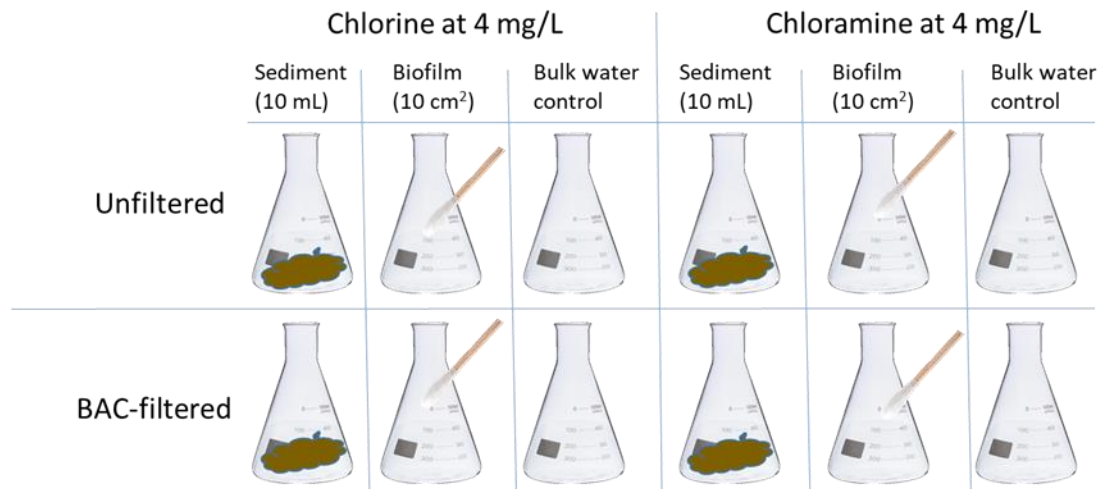 Chlorine at 4 mg/L
Chloramine at 4 mg/L
Sediment
(10 mL)
Biofilm
(10 cm²)
Bulk water
control
Sediment
(10 mL)
Biofilm
(10 cm²)
Bulk water
control
Unfiltered
BAC-filtered